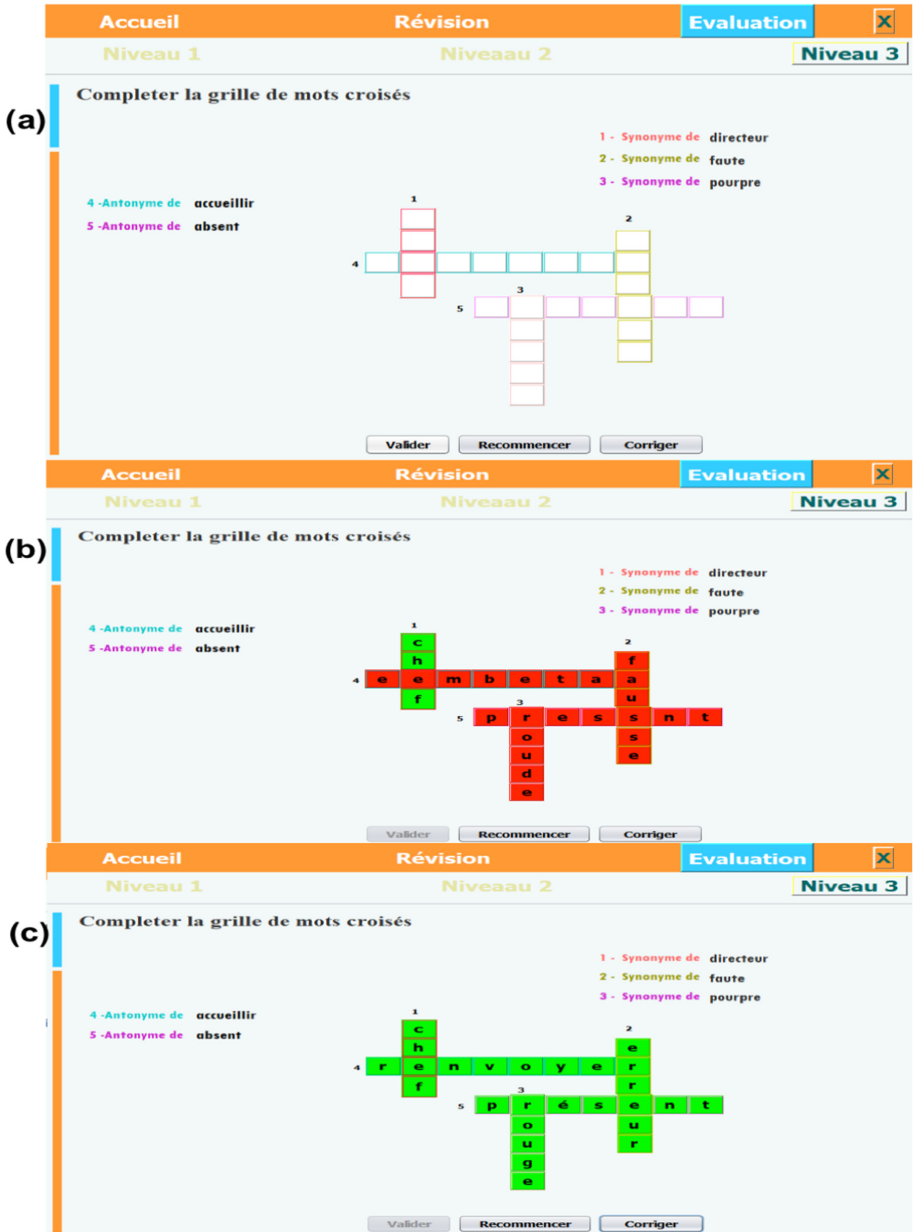 Accueil Révision Evaluation X
Niveau 1 Niveaau 2 Niveau 3
(a)
Completer la grille de mots croisés
1 - Synonyme de directeur
2 - Synonyme de faute
3 - Synonyme de pourpre
4 -Antonyme de accueillir
5 -Antonyme de absent
1
2
4
3
5
Valider Recommencer Corriger
Accueil Révision Evaluation X
Niveau 1 Niveaau 2 Niveau 3
(b)
Completer la grille de mots croisés
1 - Synonyme de directeur
2 - Synonyme de faute
3 - Synonyme de pourpre
4 -Antonyme de accueillir
5 -Antonyme de absent
1
c 2
h f
4 e e m b e t a a
f u
3
5 p r e s s n t
o s
u e
d
e
Valider Recommencer Corriger
Accueil Révision Evaluation X
Niveau 1 Niveaau 2 Niveau 3
(c)
Completer la grille de mots croisés
1 - Synonyme de directeur
2 - Synonyme de faute
3 - Synonyme de pourpre
4 -Antonyme de accueillir
5 -Antonyme de absent
1
c 2
h e
4 r e n v o y e r
f r
3
5 p r é s e n t
o u
u r
g
e
Valider Recommencer Corriger